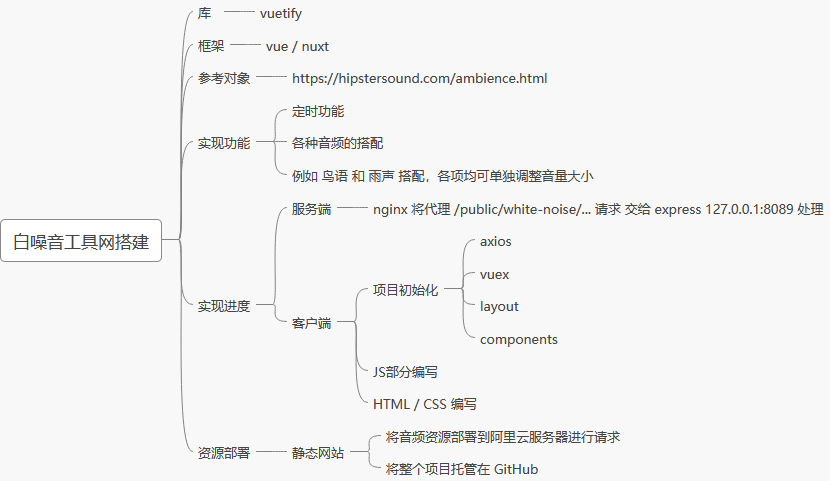 库
vuetify
框架
vue / nuxt
参考对象
https://hipstersound.com/ambience.html
定时功能
实现功能
各种音频的搭配
例如 鸟语 和 雨声 搭配，各项均可单独调整音量大小
服务端
nginx 将代理 /public/white-noise/... 请求 交给 express 127.0.0.1:8089 处理
白噪音工具网搭建
axios
vuex
项目初始化
实现进度
layout
客户端
components
JS部分编写
HTML / CSS 编写
将音频资源部署到阿里云服务器进行请求
资源部署
静态网站
将整个项目托管在 GitHub